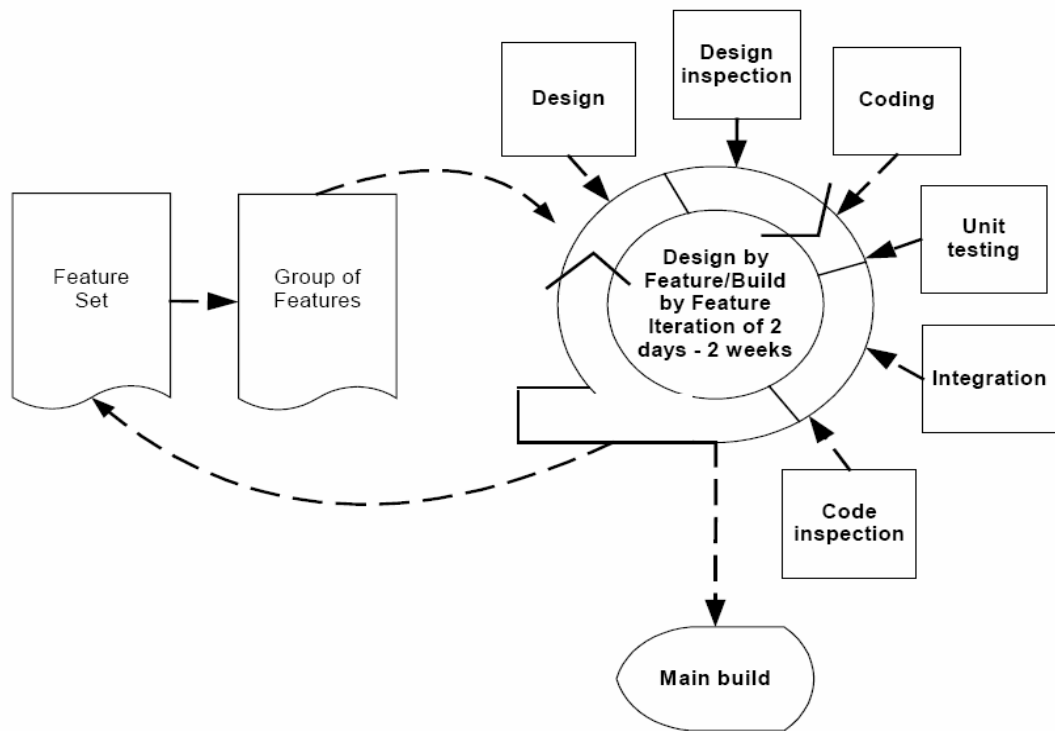 Design
inspection
Design
Coding
Feature
Set
Group of
Features
Design by
Feature/Build
by Feature
Iteration of 2
days - 2 weeks
Unit
testing
Integration
Code
inspection
Main build